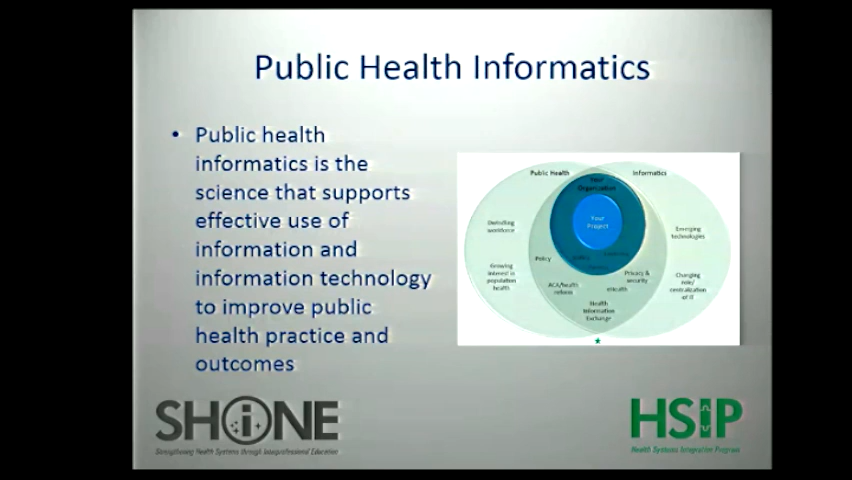 Public Health Informatics
• Public health
informatics is the
science that supports
effective use of
information and
information technology
to improve public
health practice and
outcomes
Public Health
Informatics
Your
Organization
Your
Project
Dwindling
workforce
Emerging
technologies
Policy
Growing
interest in
population
health
Privacy &
security
Changing
role/
centralization
of IT
ACA/health
reform
eHealth
Health
Information
Exchange
SHiNE
Strengthening Health Systems through Interprofessional Education
HSIP
Health Systems Integration Program